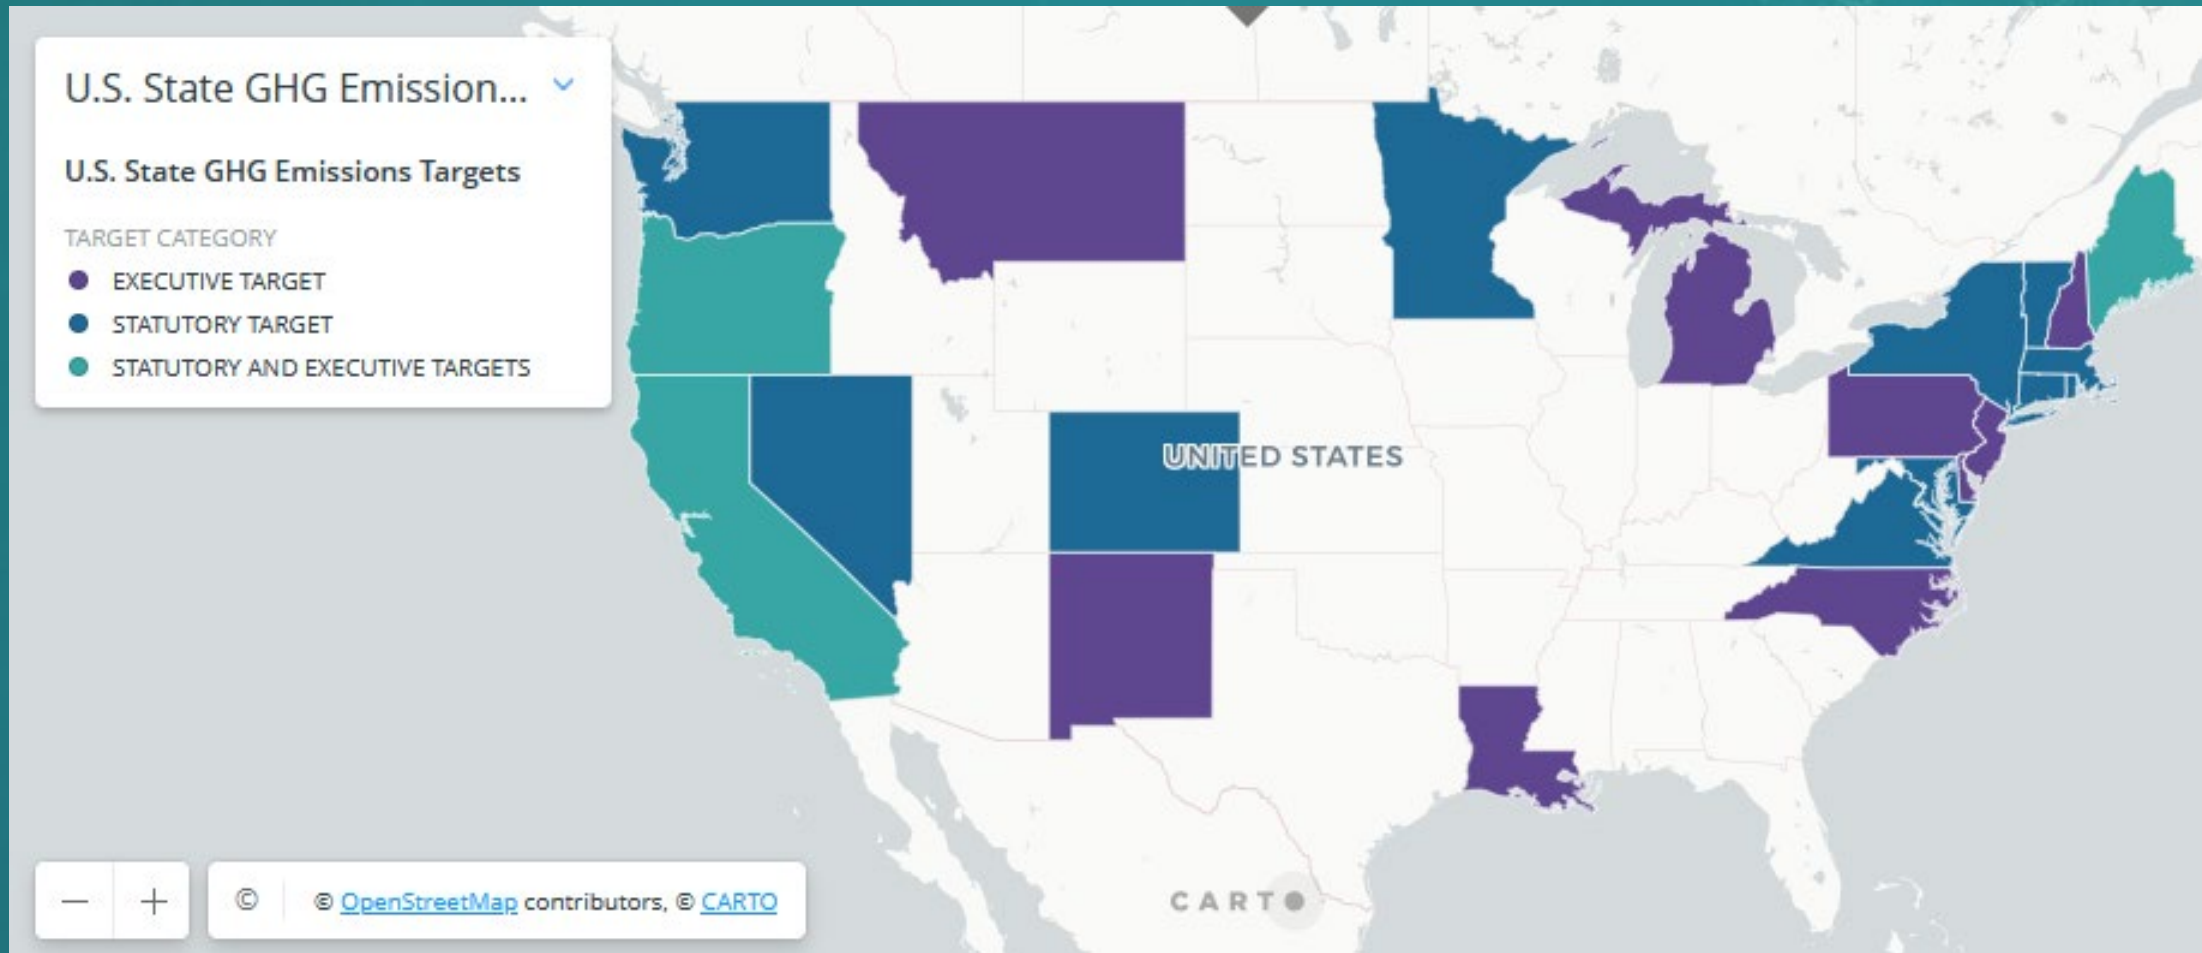 U.S. State GHG Emission...
U.S. State GHG Emissions Targets
TARGET CATEGORY
EXECUTIVE TARGET
STATUTORY TARGET
STATUTORY AND EXECUTIVE TARGETS
UNITED STATES
− +
©
© OpenStreetMap contributors, © CARTO
CARTO